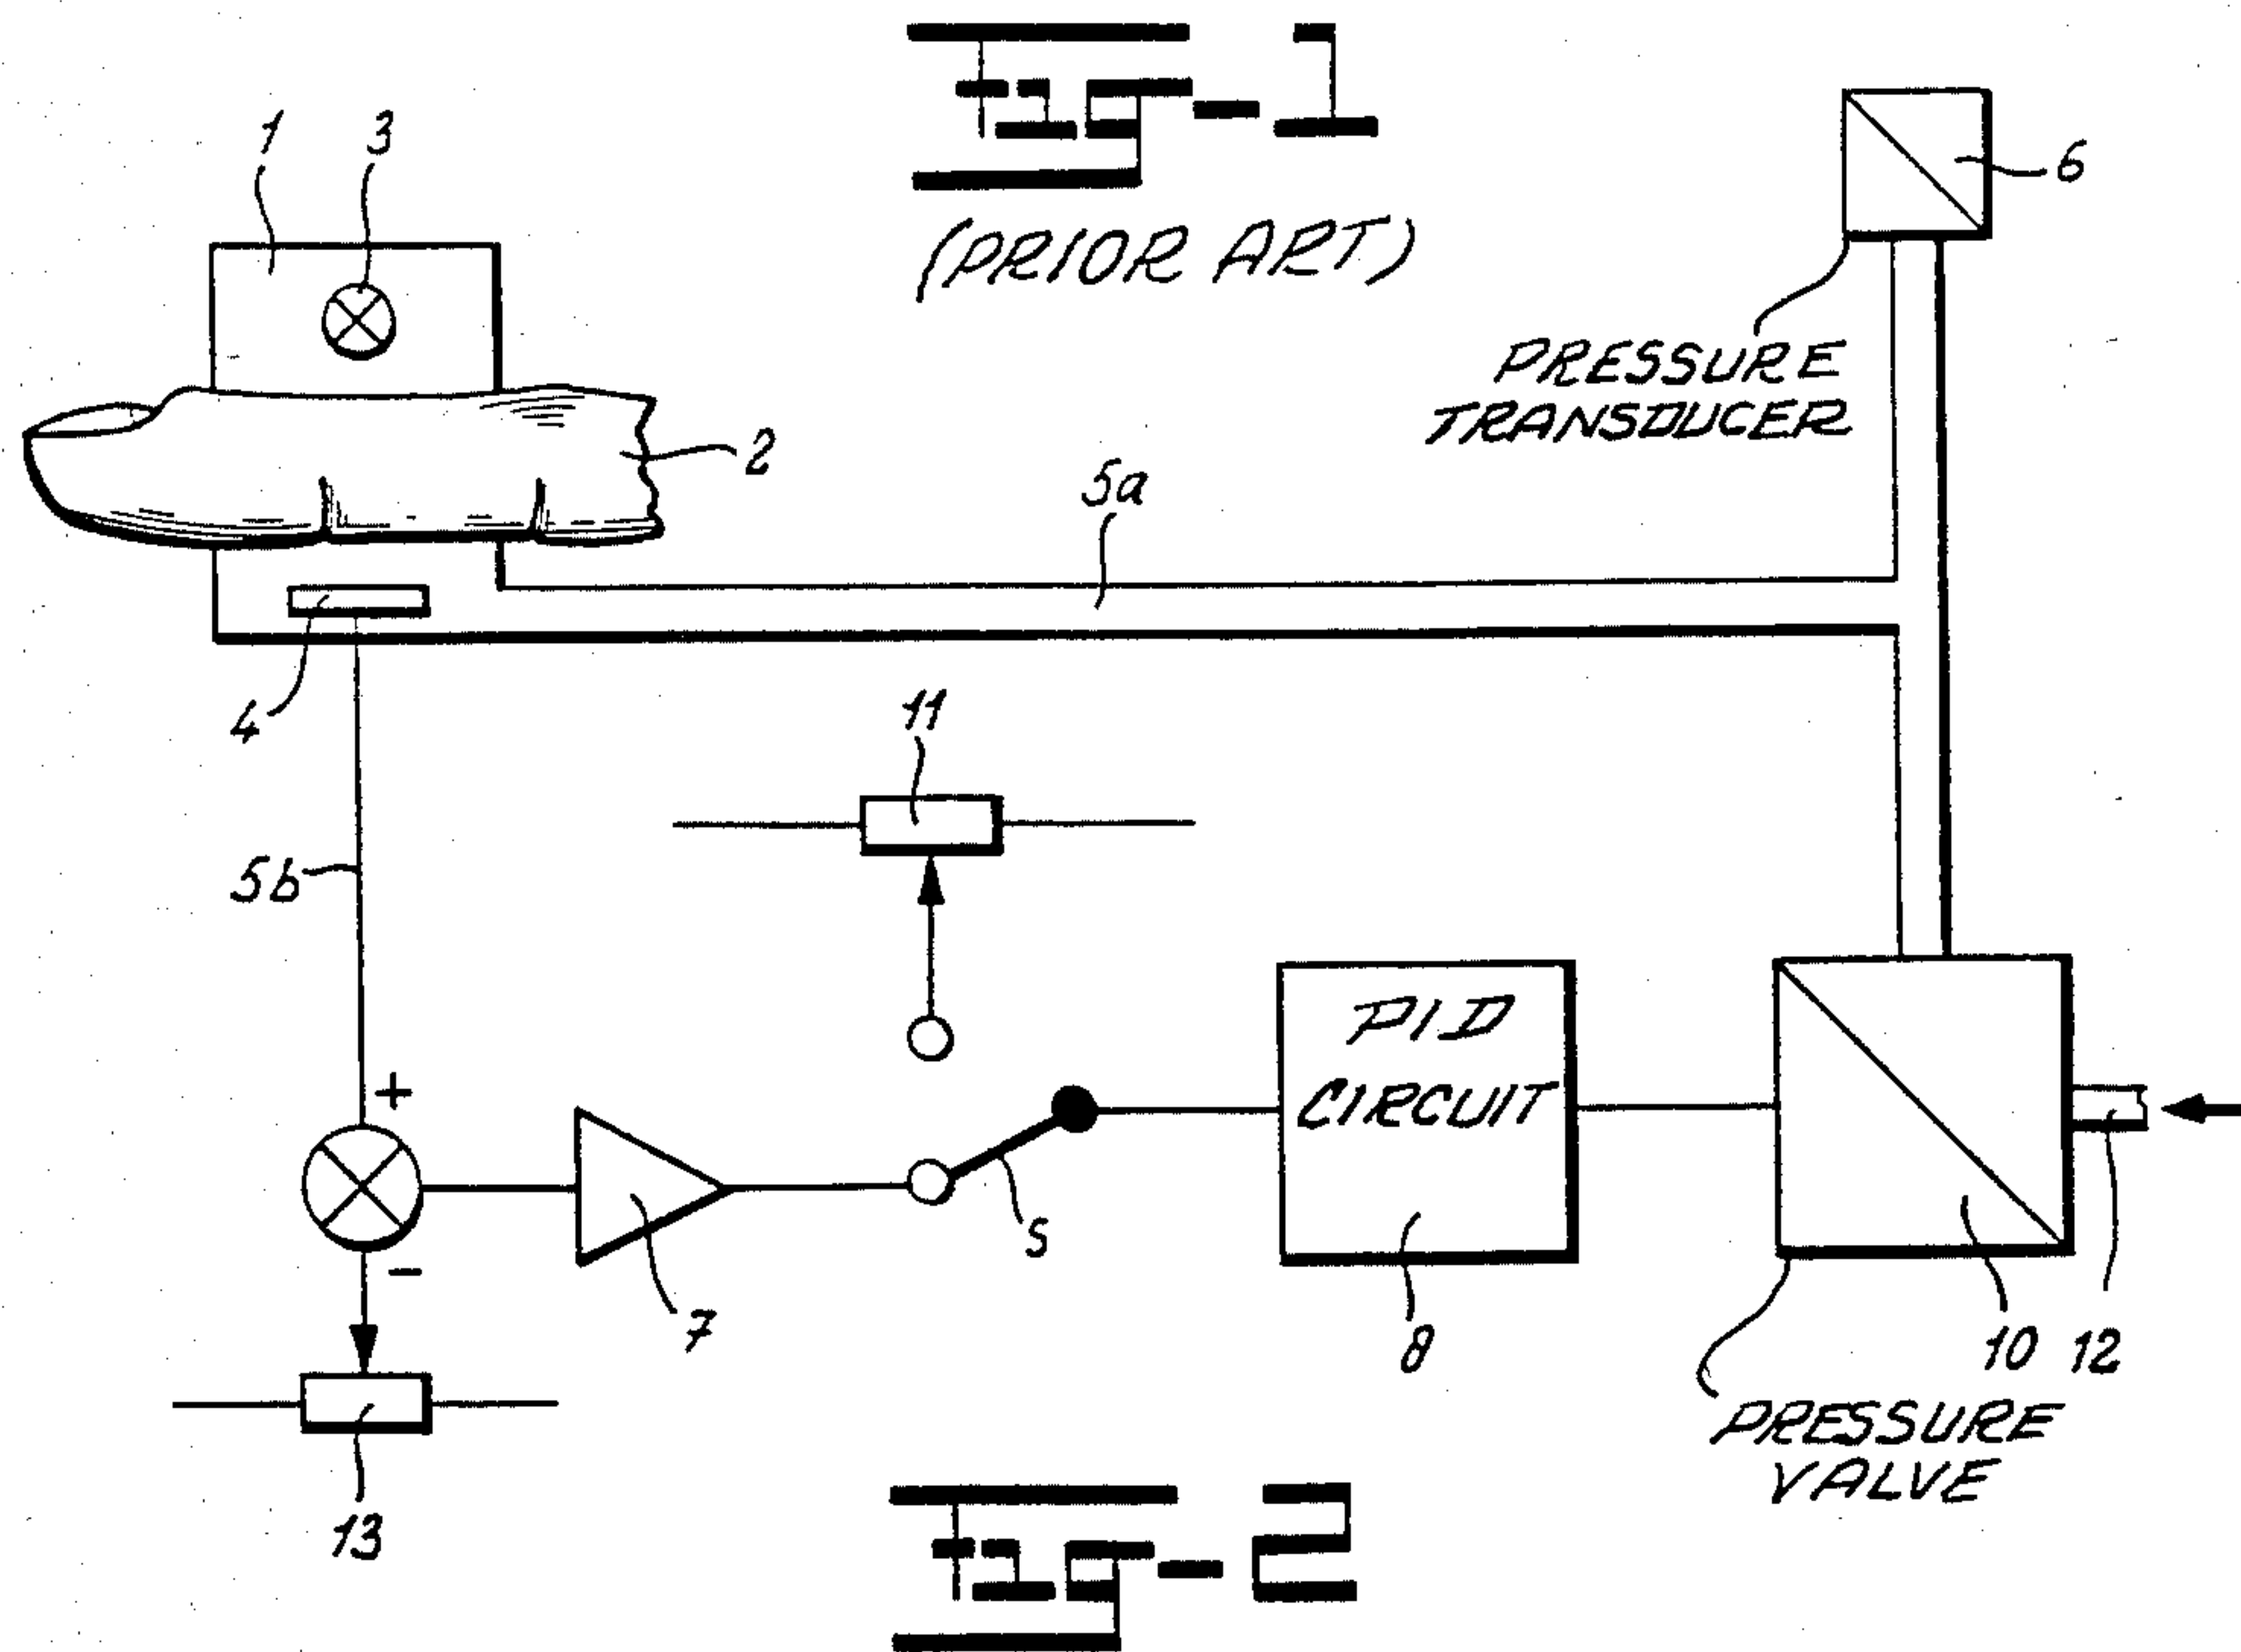 Fig-1
(PRIOR ART)
1
3
6
PRESSURE
TRANSDUCER
2
5a
4
11
5b
+
PID
CIRCUIT
S
-
7
8
10
12
PRESSURE
VALVE
13
Fig-2